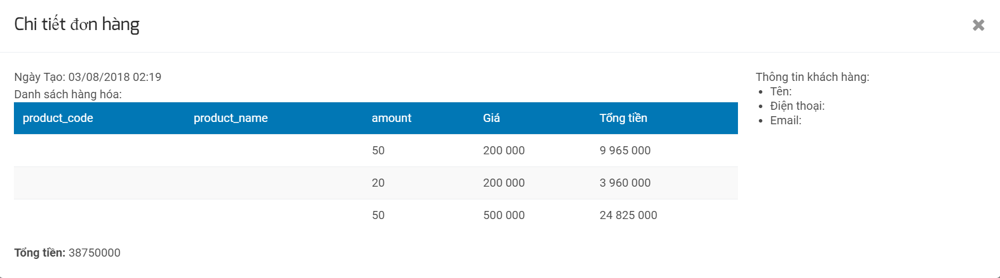 Chi tiết đơn hàng
Ngày Tạo: 03/08/2018 02:19
Danh sách hàng hóa:
product_code product_name amount Giá Tổng tiền
50 200 000 9 965 000
20 200 000 3 960 000
50 500 000 24 825 000
Tổng tiền: 38750000
Thông tin khách hàng:
Tên:
Điện thoại:
Email: